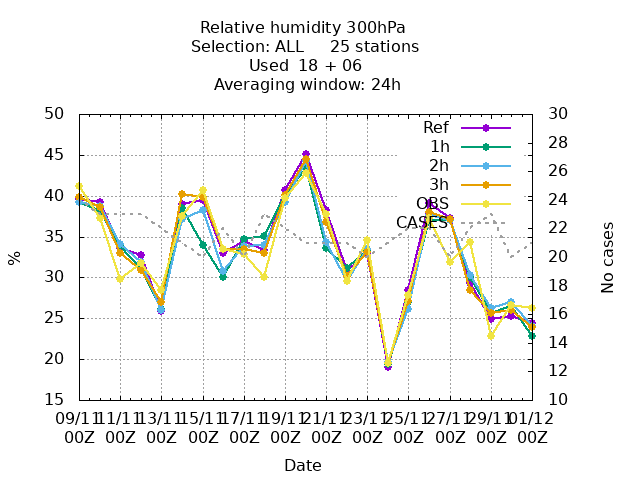 Relative humidity 300hPa
Selection: ALL 25 stations
Used 18 + 06
Averaging window: 24h
50
45
40
35
30
25
20
15
%
30
28
26
24
22
20
18
16
14
12
10
No cases
Ref
1h
2h
3h
OBS
CASES
09/11 11/11 13/11 15/11 17/11 19/11 21/11 23/11 25/11 27/11 29/11 01/12
00Z 00Z 00Z 00Z 00Z 00Z 00Z 00Z 00Z 00Z 00Z 00Z
Date